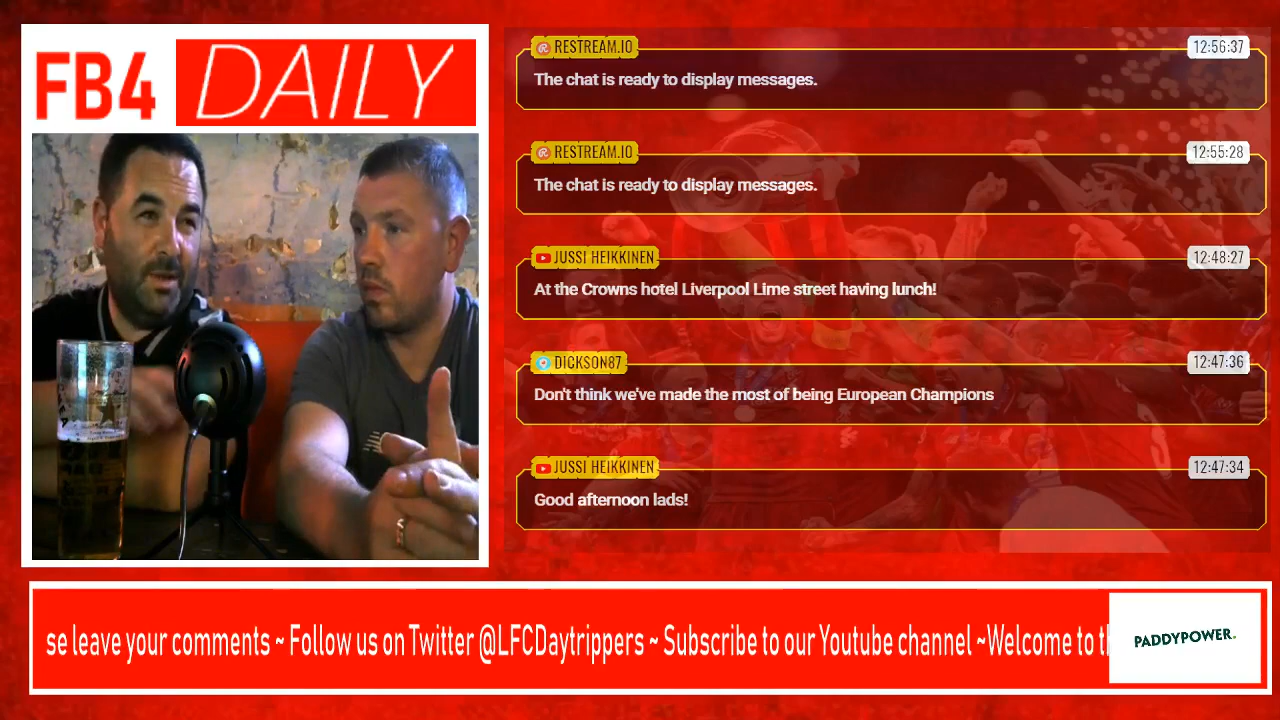 FB4 DAILY
RESTREAM.IO 12:56:37
The chat is ready to display messages.
RESTREAM.IO 12:55:28
The chat is ready to display messages.
JUSSI HEIKKINEN 12:48:27
At the Crowns hotel Liverpool Lime street having lunch!
DICKSON87 12:47:36
Don't think we've made the most of being European Champions
JUSSI HEIKKINEN 12:47:34
Good afternoon lads!
se leave your comments ~ Follow us on Twitter @LFCDaytrippers ~ Subscribe to our Youtube channel ~Welcome to th
PADDYPOWER.